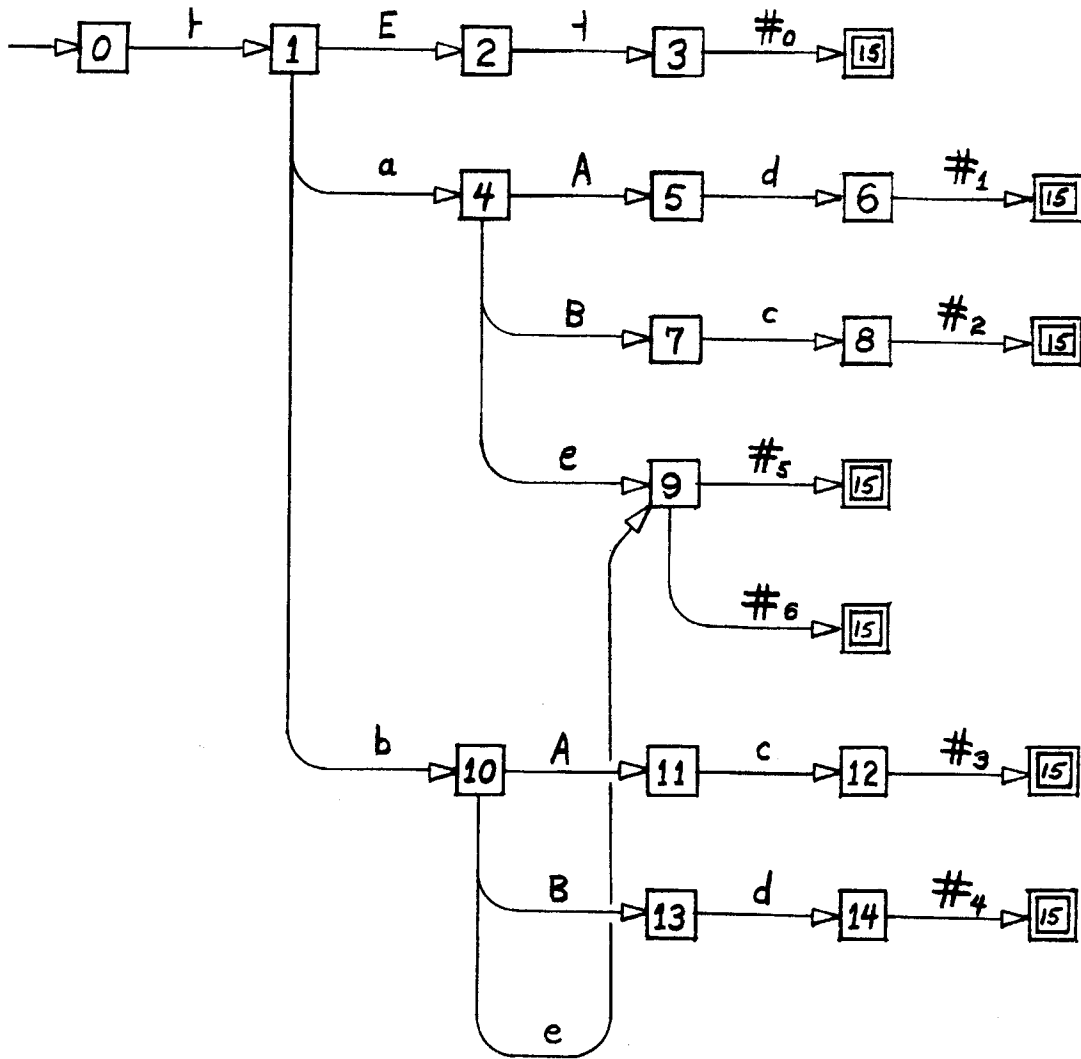 0 ⊢ 1 E 2 ⊣ 3 #₀ 15
a 4 A 5 d 6 #₁ 15
B 7 c 8 #₂ 15
e 9 #₅ 15
#₆ 15
b 10 A 11 c 12 #₃ 15
B 13 d 14 #₄ 15
e